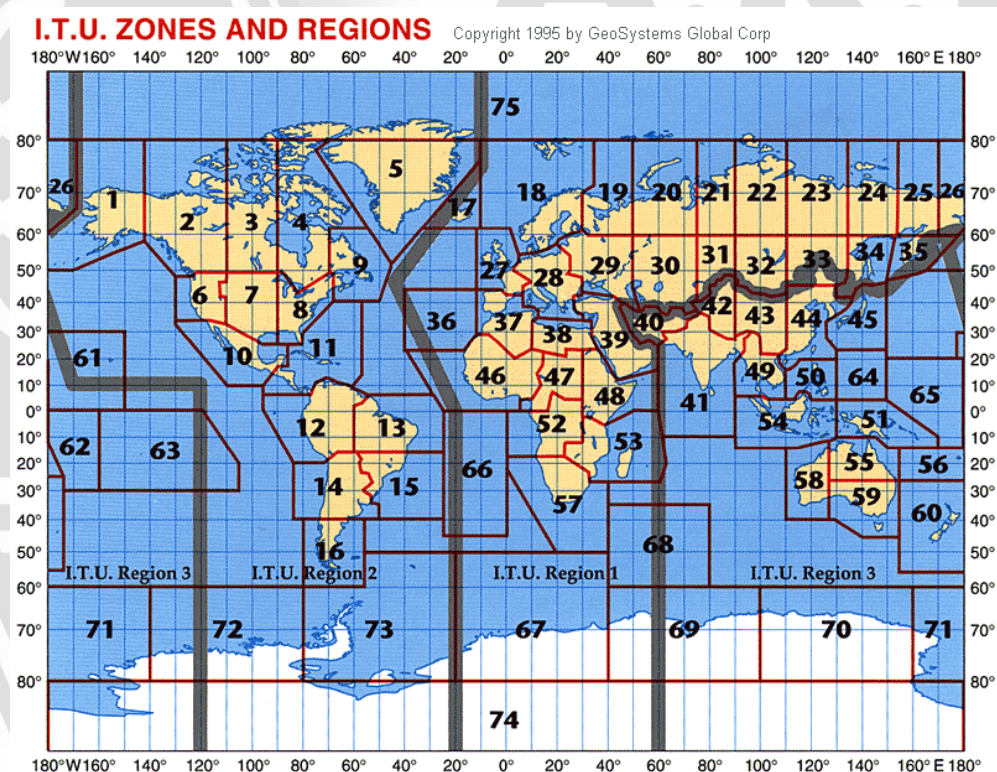 I.T.U. ZONES AND REGIONS Copyright 1995 by GeoSystems Global Corp
180°W160° 140° 120° 100° 80° 60° 40° 20° 0° 20° 40° 60° 80° 100° 120° 140° 160° E 180°
75
80° 80°
5
26 1 70° 18 19 20 21 22 23 24 25 26 70°
17
2 3 4
60° 60°
31 33 34 35
9 27 28 29 30 32
50° 50°
6 7 42
40° 8 40°
36 37 40 43 44 45
30° 38 39 30°
61 10 11
20° 49 20°
46 47 50 64
10° 48 41 65 10°
0° 0°
12 13 52 54 51
10° 53 10°
62 63 55 56
20° 66 20°
14 15 58 59
30° 57 30°
60
40° 40°
16 68
50° 50°
I.T.U. Region 3 I.T.U. Region 2 I.T.U. Region 1 I.T.U. Region 3
60° 60°
71 72 73 67 69 70 71
70° 70°
80° 80°
74
180°W160° 140° 120° 100° 80° 60° 40° 20° 0° 20° 40° 60° 80° 100° 120° 140° 160° E 180°